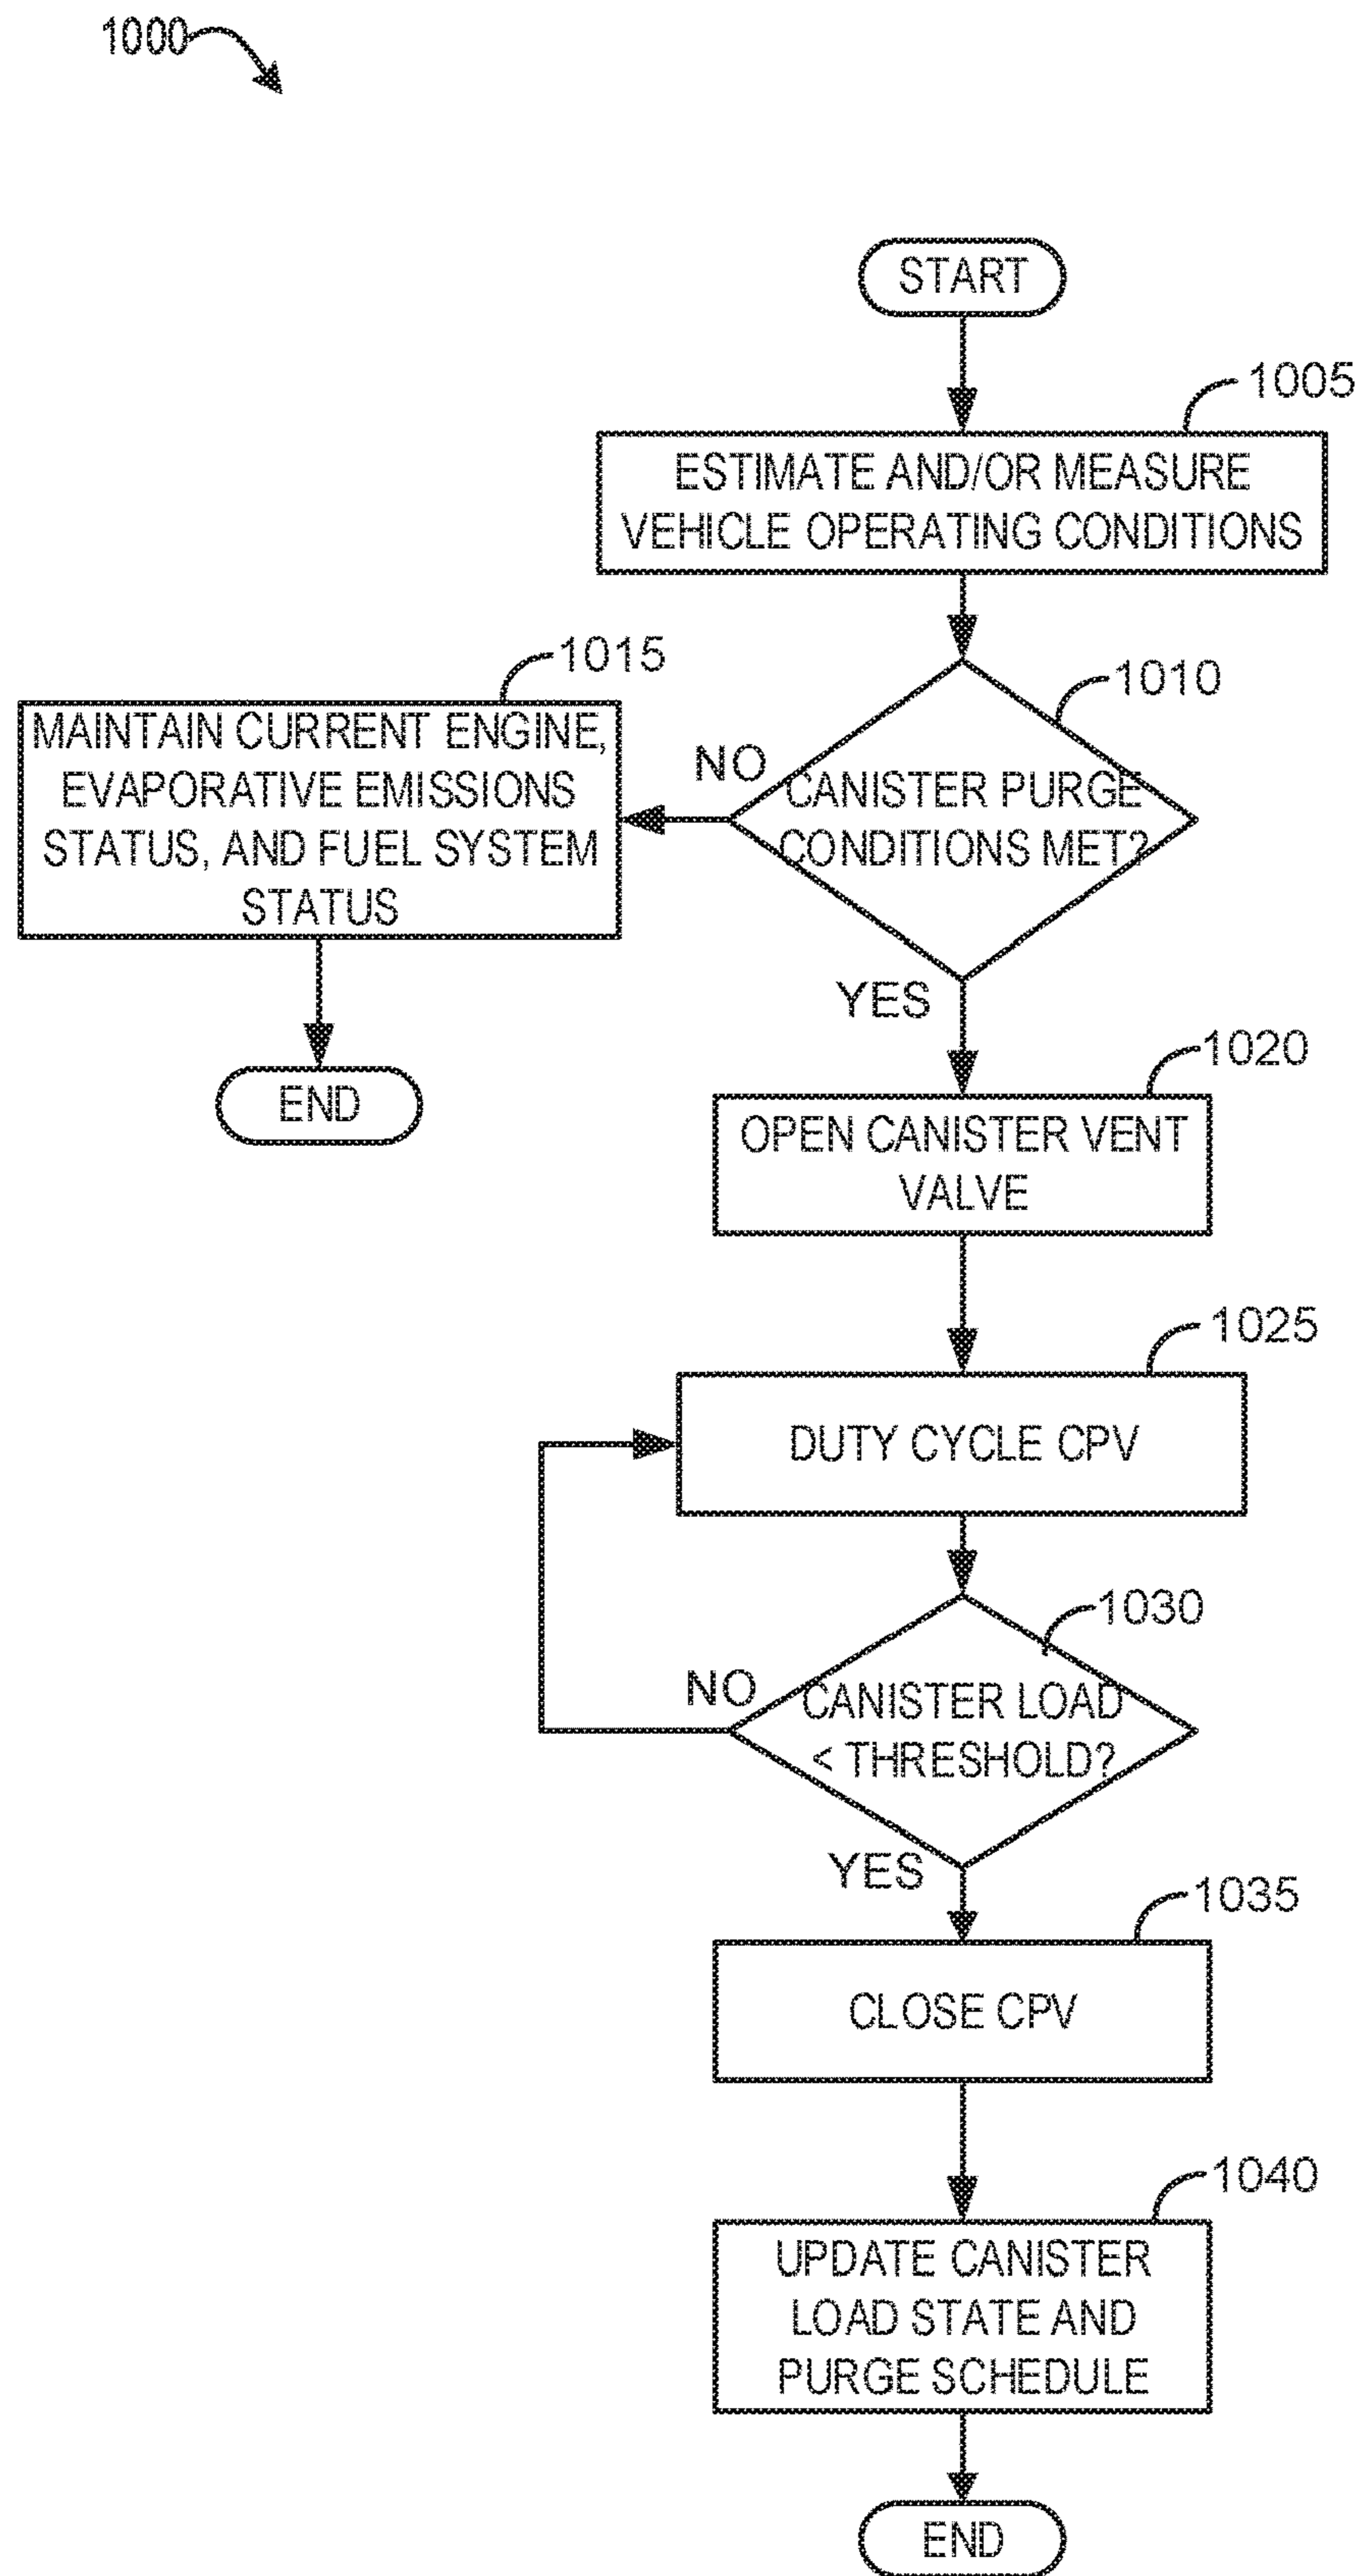 1000
START
1005
ESTIMATE AND/OR MEASURE
VEHICLE OPERATING CONDITIONS
1010
CANISTER PURGE
CONDITIONS MET?
NO
1015
MAINTAIN CURRENT ENGINE,
EVAPORATIVE EMISSIONS
STATUS, AND FUEL SYSTEM
STATUS
END
YES
1020
OPEN CANISTER VENT
VALVE
1025
DUTY CYCLE CPV
1030
CANISTER LOAD
< THRESHOLD?
NO
YES
1035
CLOSE CPV
1040
UPDATE CANISTER
LOAD STATE AND
PURGE SCHEDULE
END